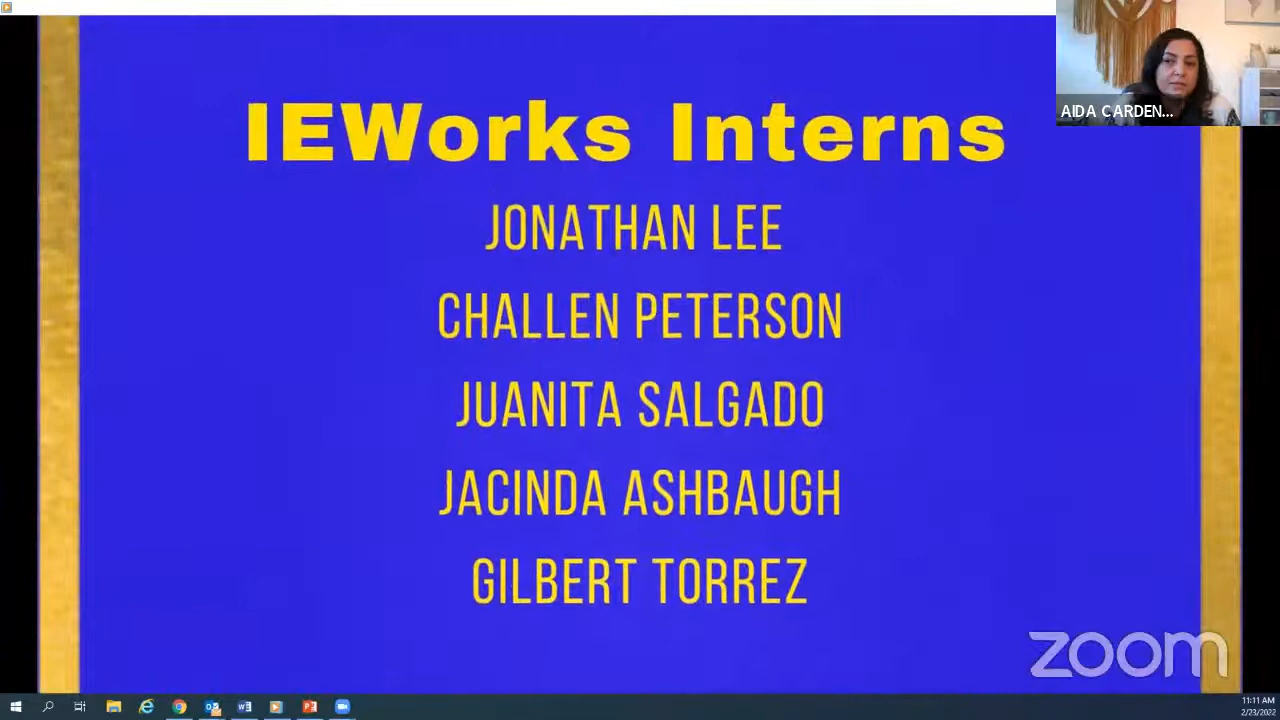 IEWorks Interns
AIDA CARDEN...
JONATHAN LEE
CHALLEN PETERSON
JUANITA SALGADO
JACINDA ASHBAUGH
GILBERT TORREZ
zoom
11:11 AM
2/23/2022